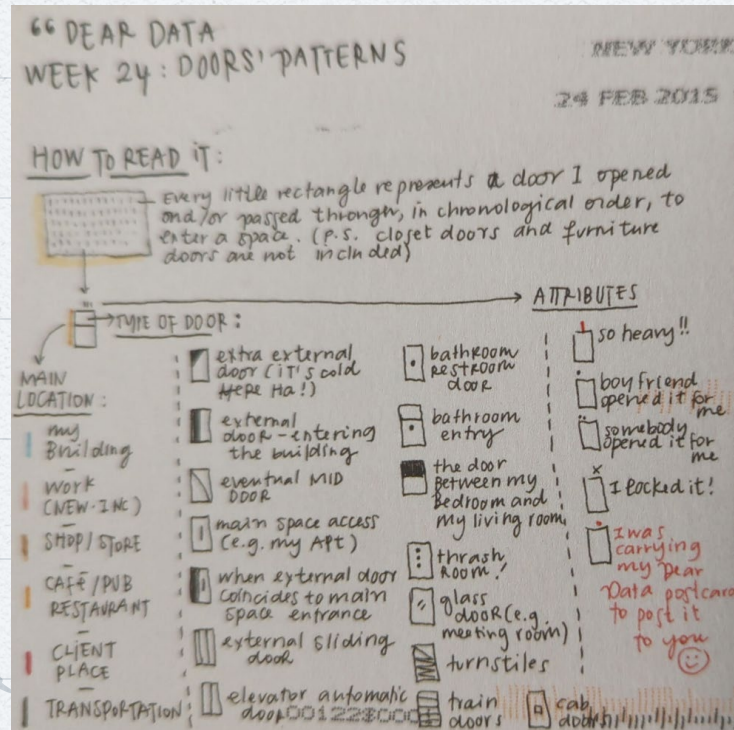 “ DEAR DATA
WEEK 24: DOORS' PATTERNS
NEW YORK
24 FEB 2015
HOW TO READ iT:
Every little rectangle represents a door I opened
and/or passed through, in chronological order, to
enter a space. (p.s. closet doors and furniture
doors are not included)
ATTRIBUTES
TYPE OF DOOR:
MAIN
LOCATION:
my
Building
WORK
(NEW·INC)
SHOP/STORE
CAFé/PUB
RESTAURANT
CLIENT
PLACE
TRANSPORTATION
extra external
door (iT's cold
HERE Ha!)
external
door - entering
the building
eventual MID
DOOR
main space access
(e.g. my APt)
when external door
coincides to main
space entrance
external sliding
door
elevator automatic
door
bathroom
restroom
door
bathroom
entry
the door
Between my
Bedroom and
my living room
thrash
Room!
glass
door (e.g.
meeting room)
turnstiles
train
doors
cab
doors
so heavy!!
boyfriend
opened it for
me
somebody
opened it for
me
I locked it!
I was
carrying
my Dear
Data postcard
to post it
to you